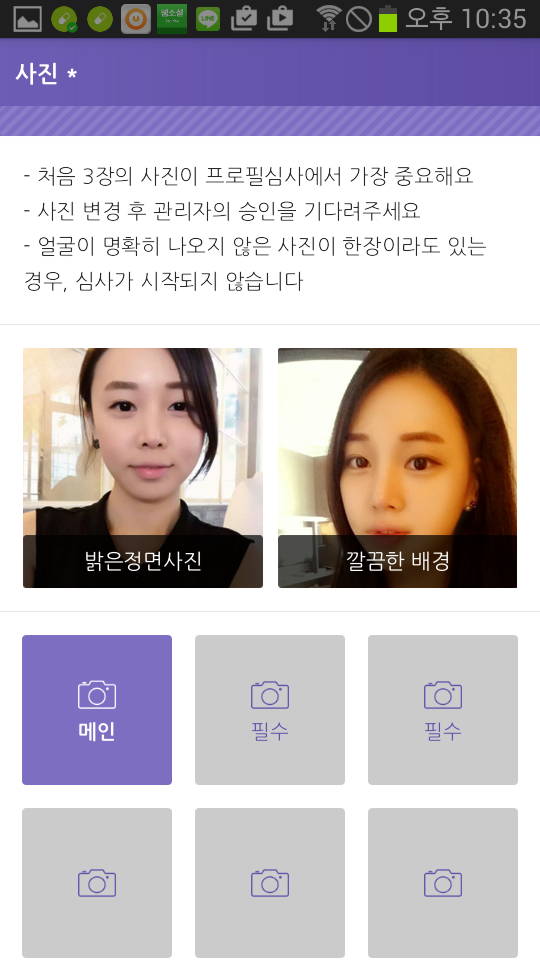 오후 10:35
사진 *
- 처음 3장의 사진이 프로필심사에서 가장 중요해요
- 사진 변경 후 관리자의 승인을 기다려주세요
- 얼굴이 명확히 나오지 않은 사진이 한장이라도 있는
경우, 심사가 시작되지 않습니다
밝은정면사진
깔끔한 배경
메인
필수
필수